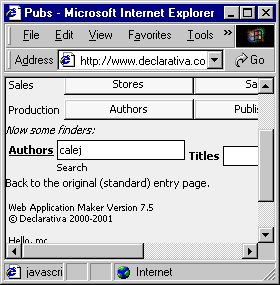 Pubs - Microsoft Internet Explorer
File Edit View Favorites Tools
Address http://www.declarativa.co Go
Sales Stores Sa
Production Authors Publis
Now some finders:
Authors calej Titles
Search
Back to the original (standard) entry page.
Web Application Maker Version 7.5
© Declarativa 2000-2001
Hello, mc
javascri Internet